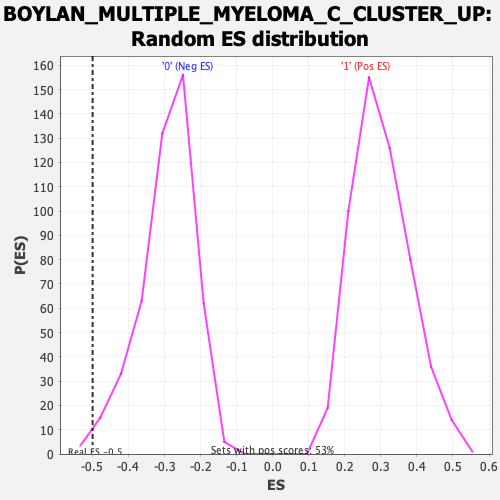 BOYLAN_MULTIPLE_MYELOMA_C_CLUSTER_UP:
Random ES distribution
'0' (Neg ES)
'1' (Pos ES)
P(ES)
160
150
140
130
120
110
100
90
80
70
60
50
40
30
20
10
0
Real ES -0.5
Sets with pos scores: 53%
-0.5 -0.4 -0.3 -0.2 -0.1 0.0 0.1 0.2 0.3 0.4 0.5 0.6
ES